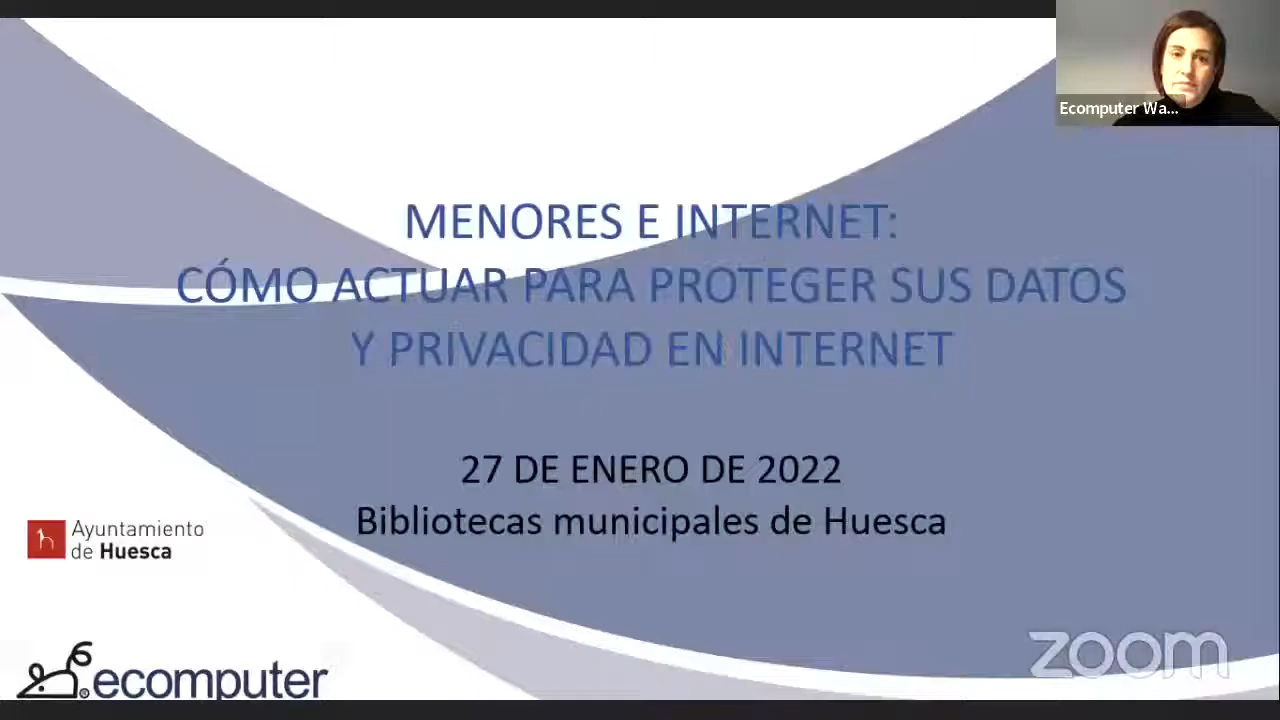 Ecomputer Wa...
MENORES E INTERNET:
CÓMO ACTUAR PARA PROTEGER SUS DATOS
Y PRIVACIDAD EN INTERNET
27 DE ENERO DE 2022
Bibliotecas municipales de Huesca
Ayuntamiento
de Huesca
ecomputer
zoom